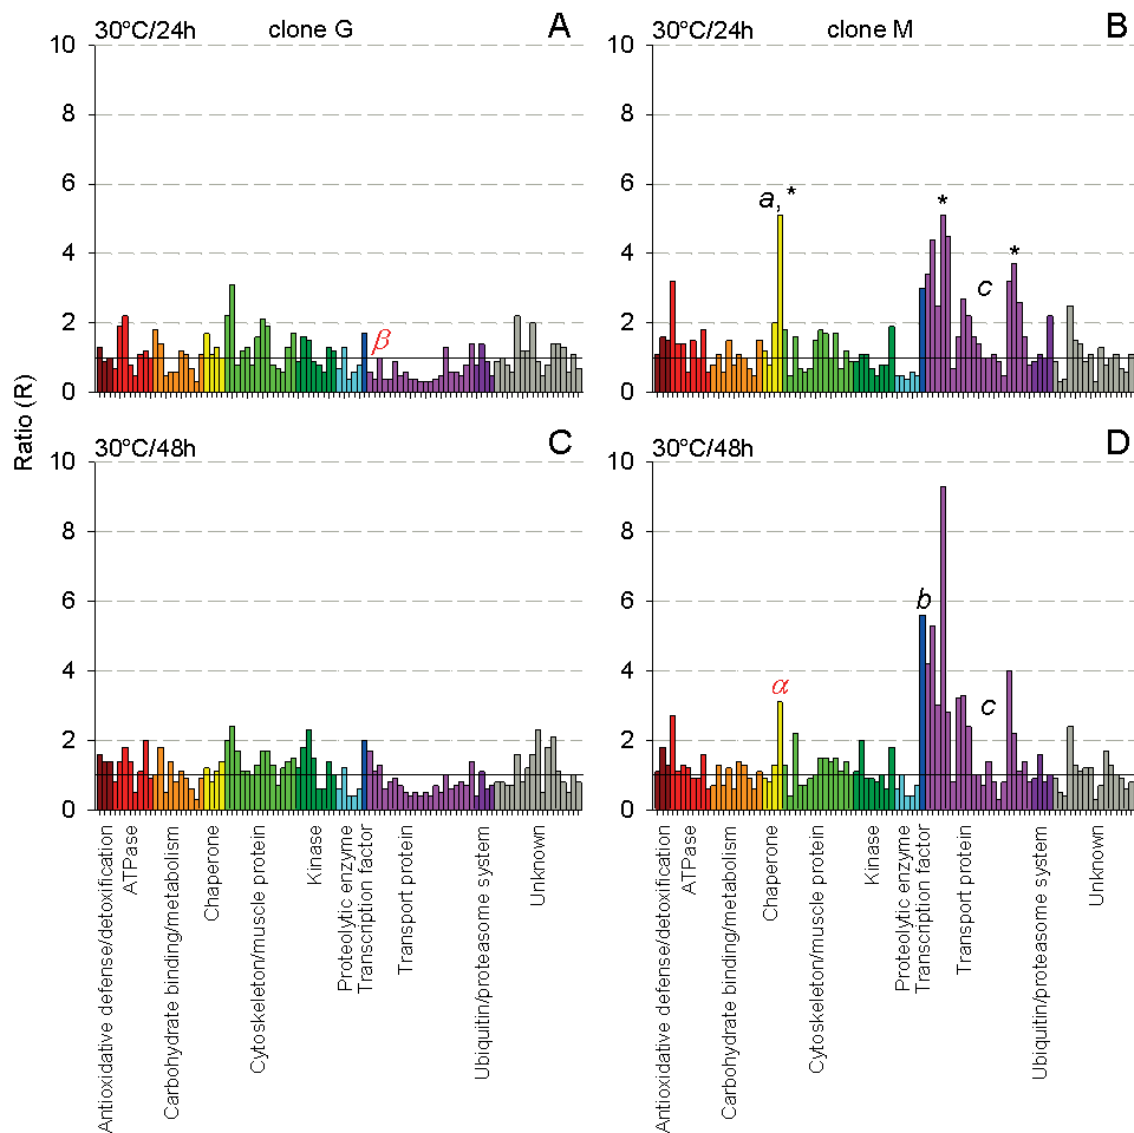 30°C/24h clone G A
10
8
6
4
2
0
β
30°C/24h clone M B
10
8
6
4
2
0
a, *
*
*
c
Ratio (R)
30°C/48h C
10
8
6
4
2
0
30°C/48h D
10
8
6
4
2
0
α
b
c
Antioxidative defense/detoxification
ATPase
Carbohydrate binding/metabolism
Chaperone
Cytoskeleton/muscle protein
Kinase
Proteolytic enzyme
Transcription factor
Transport protein
Ubiquitin/proteasome system
Unknown
Antioxidative defense/detoxification
ATPase
Carbohydrate binding/metabolism
Chaperone
Cytoskeleton/muscle protein
Kinase
Proteolytic enzyme
Transcription factor
Transport protein
Ubiquitin/proteasome system
Unknown